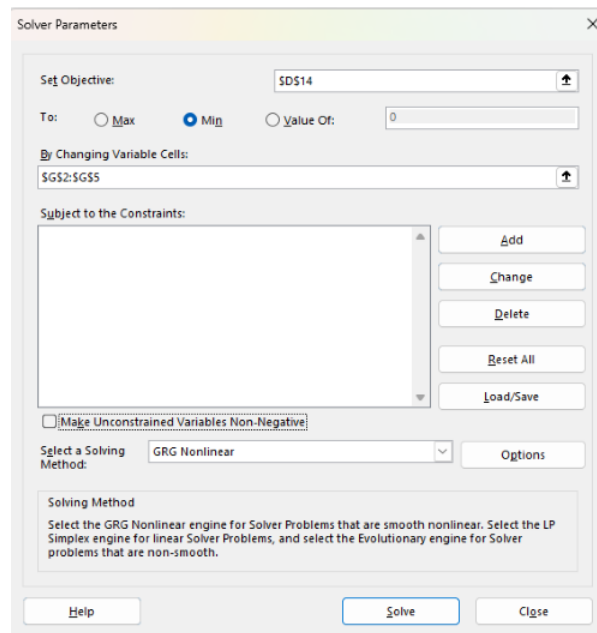 Solver Parameters
Set Objective:
$D$14
To:
Max
Min
Value Of:
0
By Changing Variable Cells:
$G$2:$G$5
Subject to the Constraints:
Add
Change
Delete
Reset All
Load/Save
Make Unconstrained Variables Non-Negative
Select a Solving
Method:
GRG Nonlinear
Options
Solving Method
Select the GRG Nonlinear engine for Solver Problems that are smooth nonlinear. Select the LP
Simplex engine for linear Solver Problems, and select the Evolutionary engine for Solver
problems that are non-smooth.
Help
Solve
Close